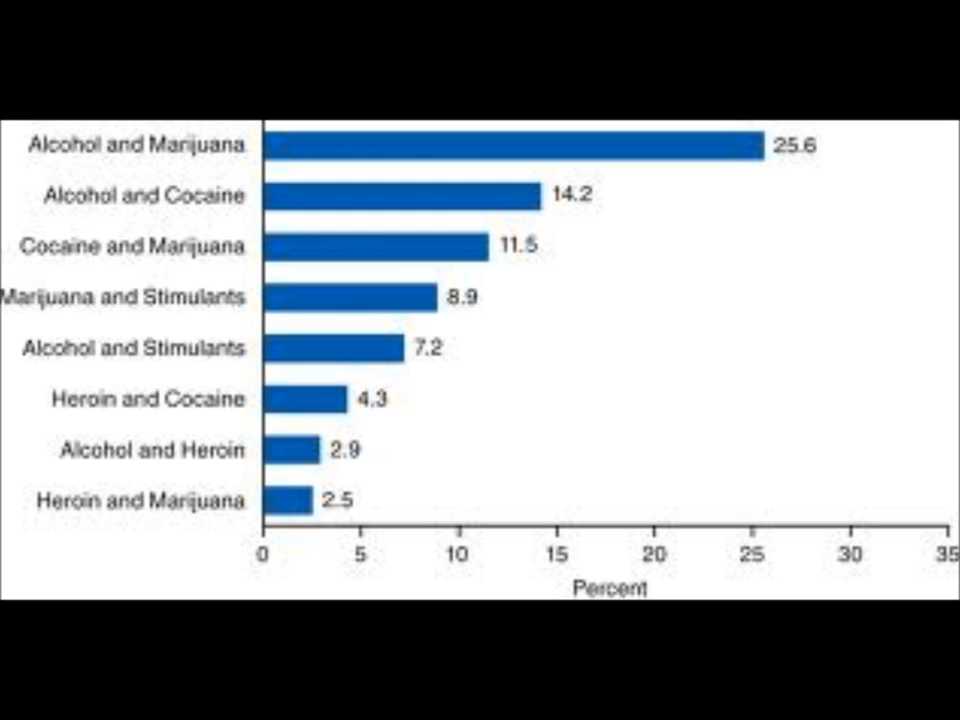 Alcohol and Marijuana 25.6
Alcohol and Cocaine 14.2
Cocaine and Marijuana 11.5
Marijuana and Stimulants 8.9
Alcohol and Stimulants 7.2
Heroin and Cocaine 4.3
Alcohol and Heroin 2.9
Heroin and Marijuana 2.5
0 5 10 15 20 25 30 35
Percent